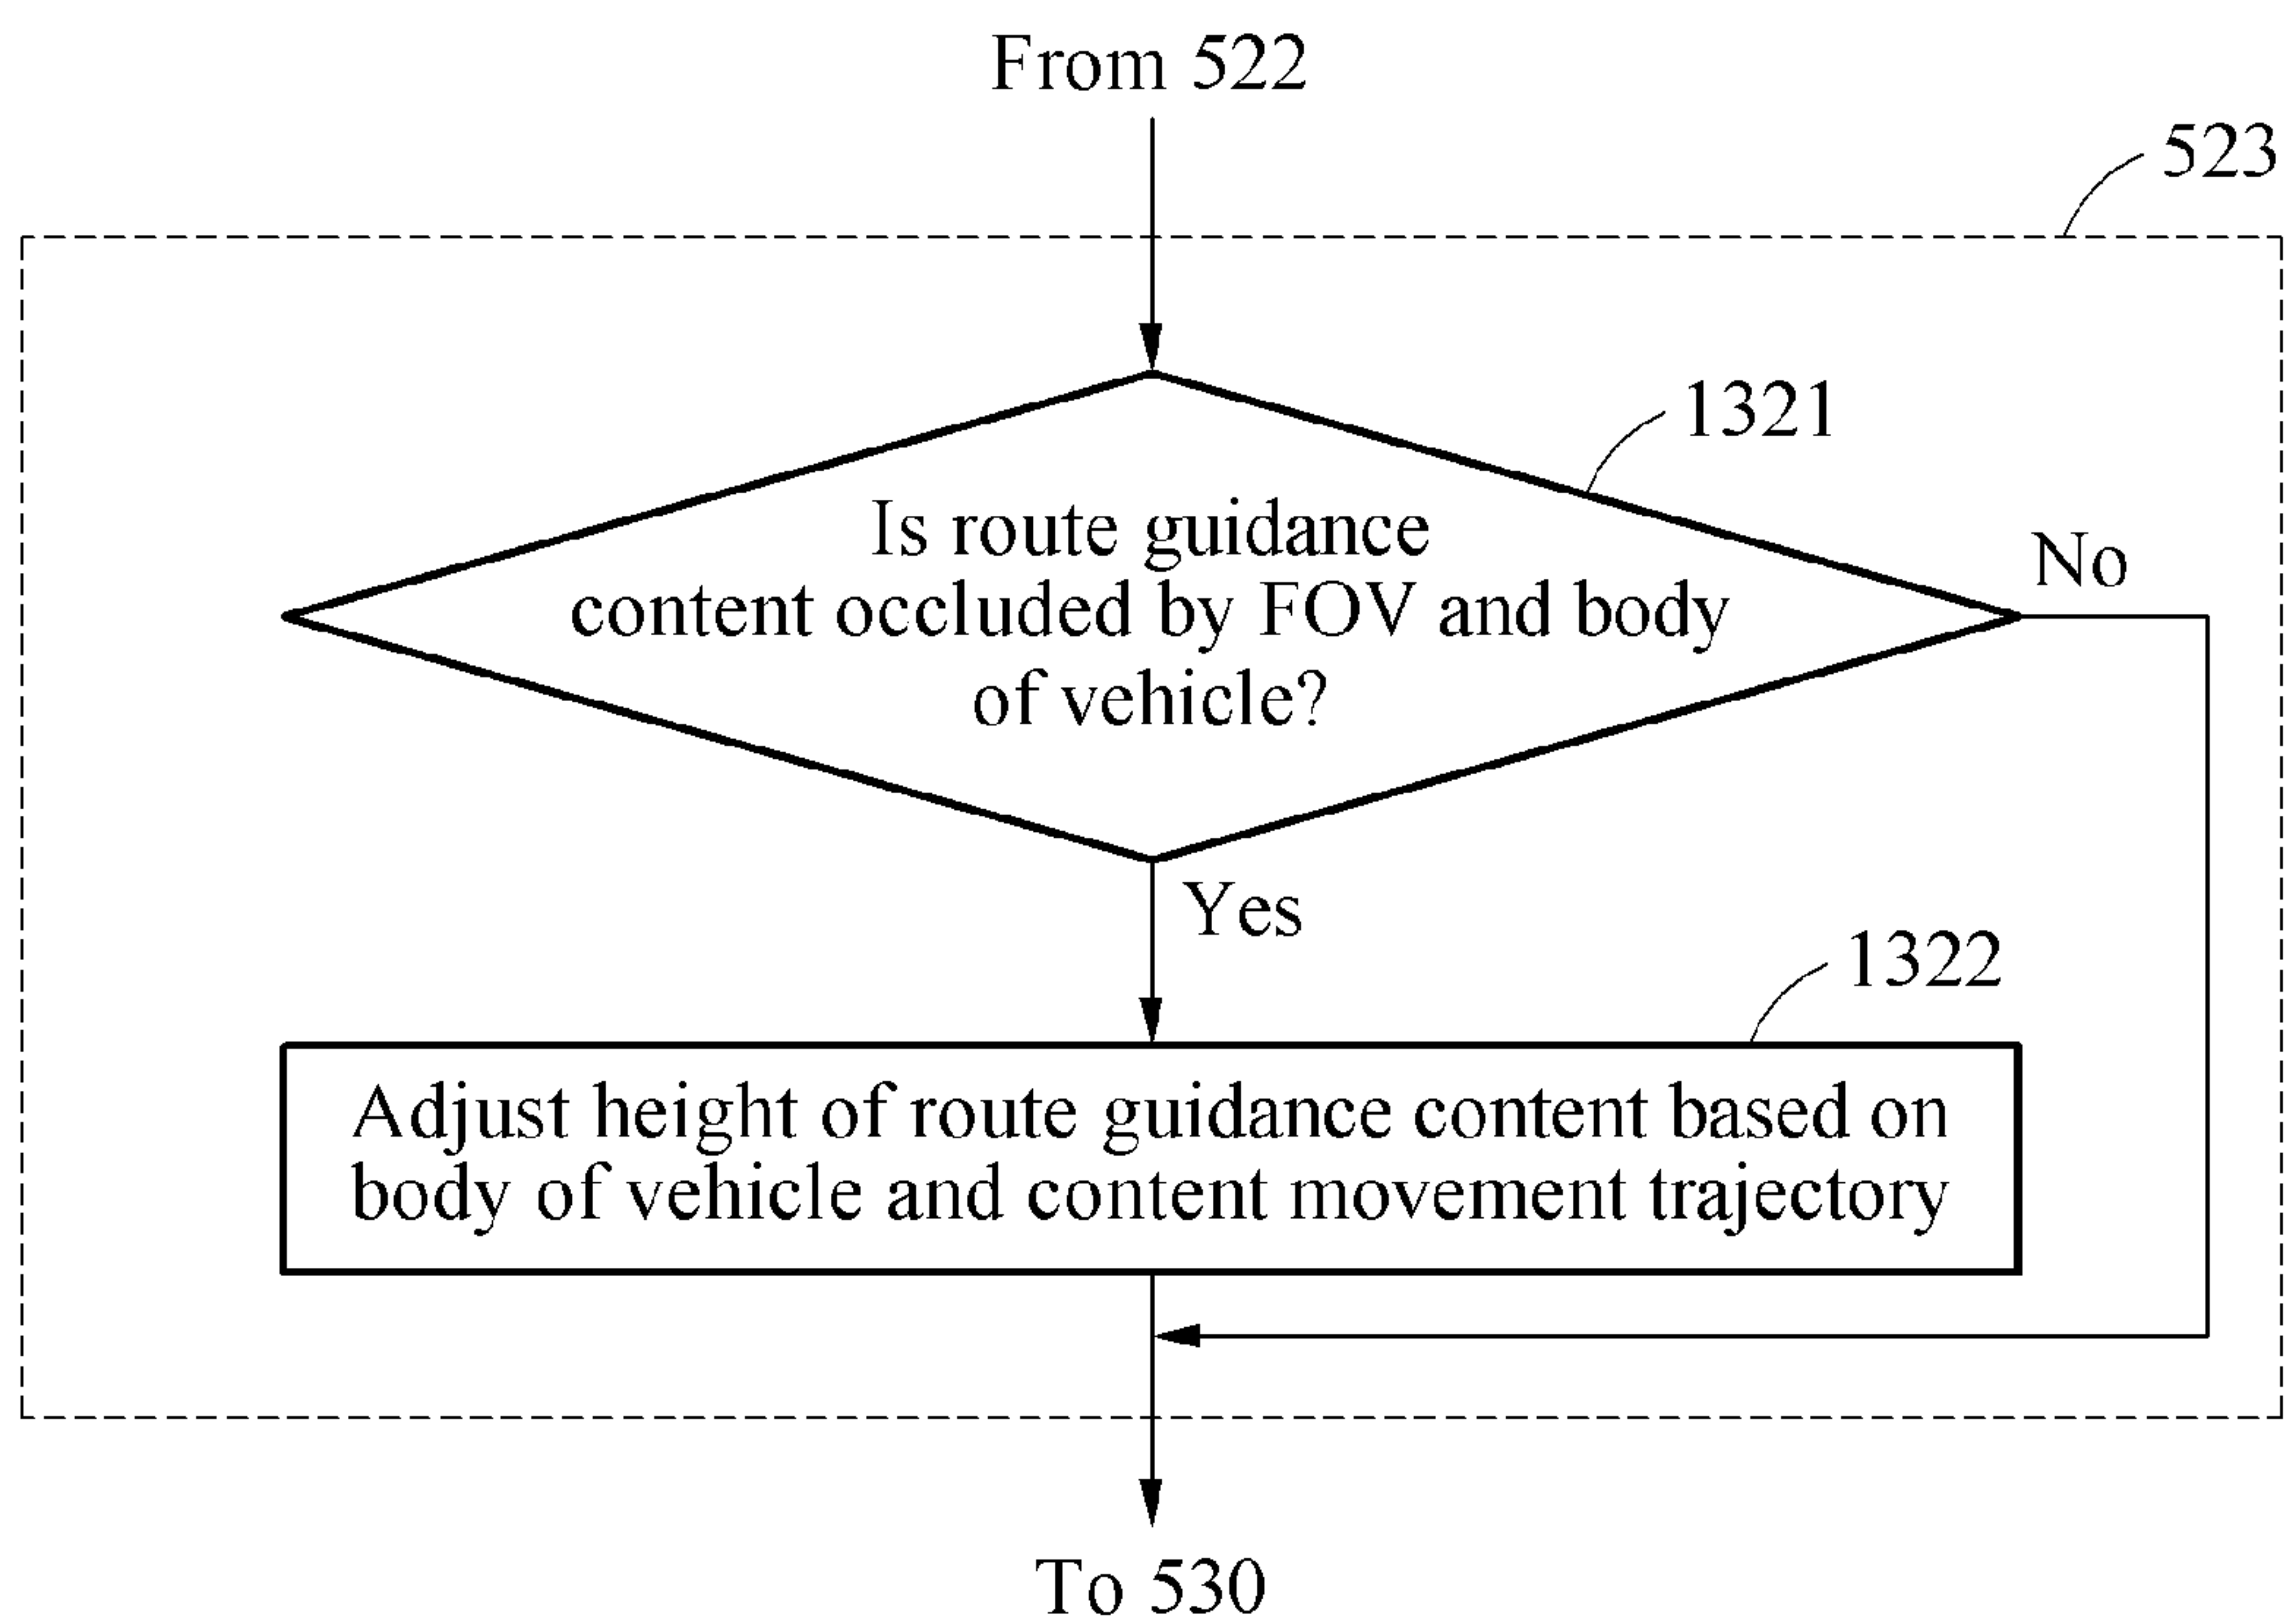 From 522
523
1321
Is route guidance
content occluded by FOV and body
of vehicle?
No
Yes
1322
Adjust height of route guidance content based on
body of vehicle and content movement trajectory
To 530